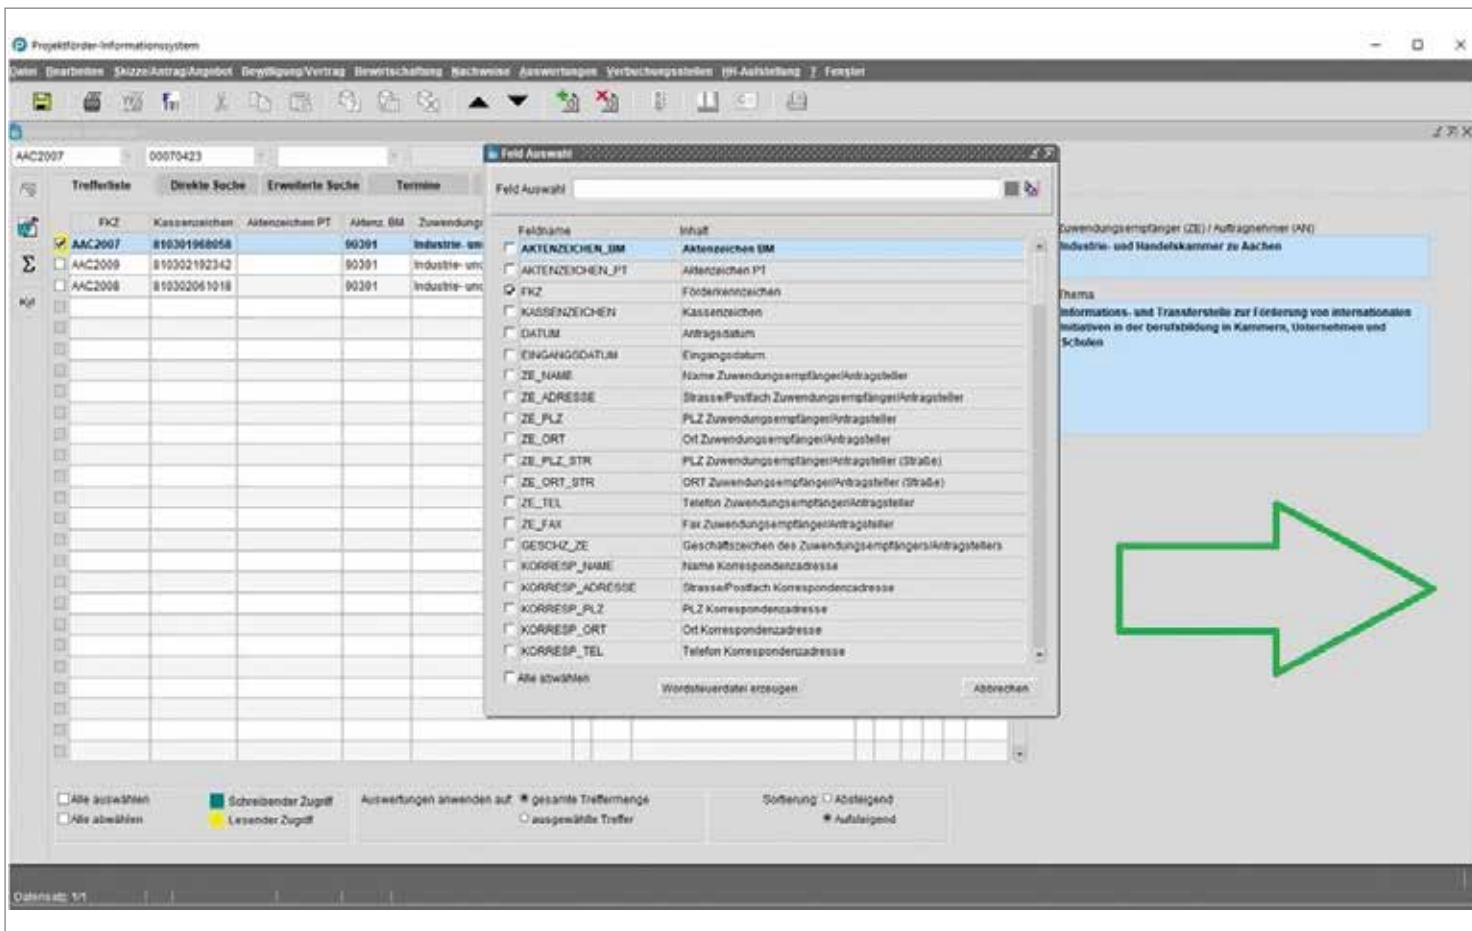 Projektförder-Informationssystem
Datei Bearbeiten Skizze/Antrag/Angebot Bewilligung/Vertrag Bewirtschaftung Nachweise Auswertungen Verbuchungsstellen HH-Aufstellung ? Fenster
AAC2007 00070423
Feld Auswahl
Trefferliste Direkte Suche Erweiterte Suche Termine
Feld Auswahl
FKZ Kassenzeichen Aktenzeichen PT Aktenz. BM Zuwendungs
AAC2007 810301968058 90301 Industrie- un
AAC2009 810302192342 90301 Industrie- unc
AAC2008 810302061018 90301 Industrie- unc
Feldname Inhalt
AKTENZEICHEN_BM Aktenzeichen BM
AKTENZEICHEN_PT Aktenzeichen PT
FKZ Förderkennzeichen
KASSENZEICHEN Kassenzeichen
DATUM Antragsdatum
EINGANGSDATUM Eingangsdatum
ZE_NAME Name Zuwendungsempfänger/Antragsteller
ZE_ADRESSE Strasse/Postfach Zuwendungsempfänger/Antragsteller
ZE_PLZ PLZ Zuwendungsempfänger/Antragsteller
ZE_ORT Ort Zuwendungsempfänger/Antragsteller
ZE_PLZ_STR PLZ Zuwendungsempfänger/Antragsteller (Straße)
ZE_ORT_STR ORT Zuwendungsempfänger/Antragsteller (Straße)
ZE_TEL Telefon Zuwendungsempfänger/Antragsteller
ZE_FAX Fax Zuwendungsempfänger/Antragsteller
GESCHZ_ZE Geschäftszeichen des Zuwendungsempfängers/Antragstellers
KORRESP_NAME Name Korrespondenzadresse
KORRESP_ADRESSE Strasse/Postfach Korrespondenzadresse
KORRESP_PLZ PLZ Korrespondenzadresse
KORRESP_ORT Ort Korrespondenzadresse
KORRESP_TEL Telefon Korrespondenzadresse
Alle abwählen
Wordsteuerdatei erzeugen Abbrechen
Zuwendungsempfänger (ZE) / Auftragnehmer (AN)
Industrie- und Handelskammer zu Aachen
Thema
Informations- und Transferstelle zur Förderung von internationalen
Initiativen in der berufsbildung in Kammern, Unternehmen und
Schulen
Alle auswählen Schreibender Zugriff Auswertungen anwenden auf: gesamte Treffermenge Sortierung: Absteigend
Alle abwählen Lesender Zugriff ausgewählte Treffer Aufsteigend
Datensatz: 1/1